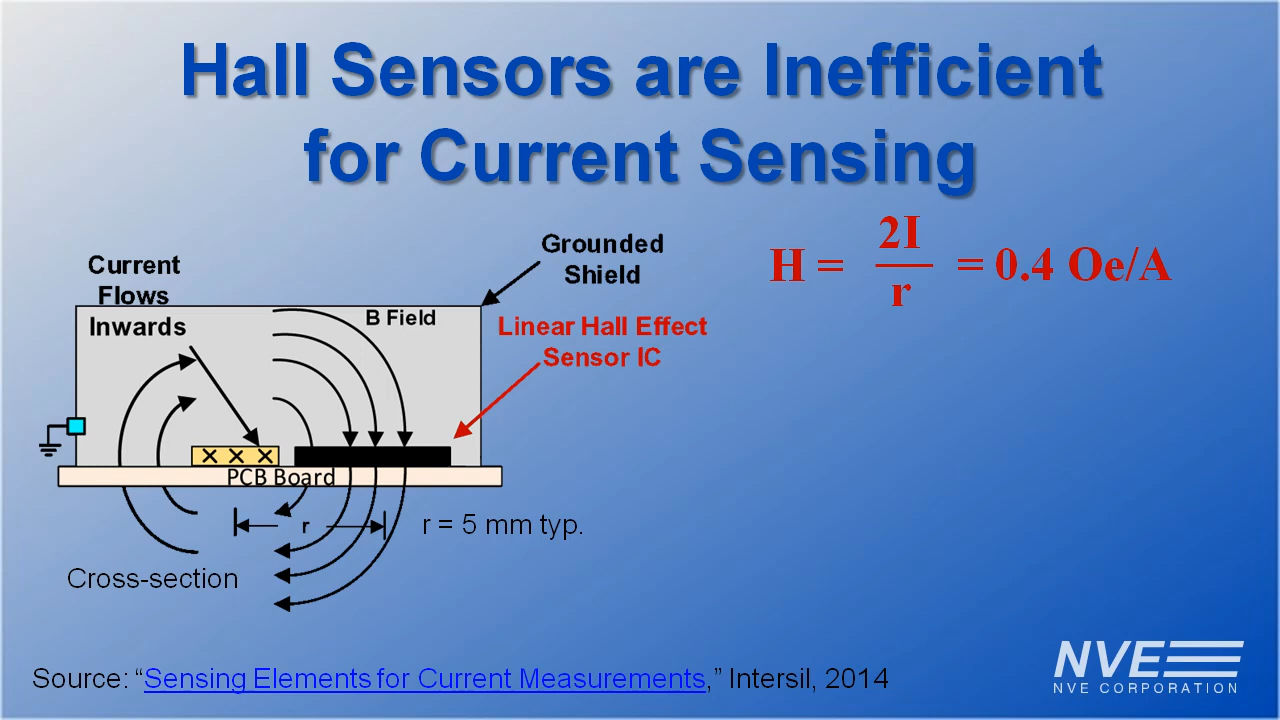 Hall Sensors are Inefficient
for Current Sensing
Current
Flows
Inwards
Grounded
Shield
B Field
Linear Hall Effect
Sensor IC
H = 2I/r = 0.4 Oe/A
× × ×
PCB Board
r
r = 5 mm typ.
Cross-section
Source: “Sensing Elements for Current Measurements,” Intersil, 2014
NVE
NVE CORPORATION